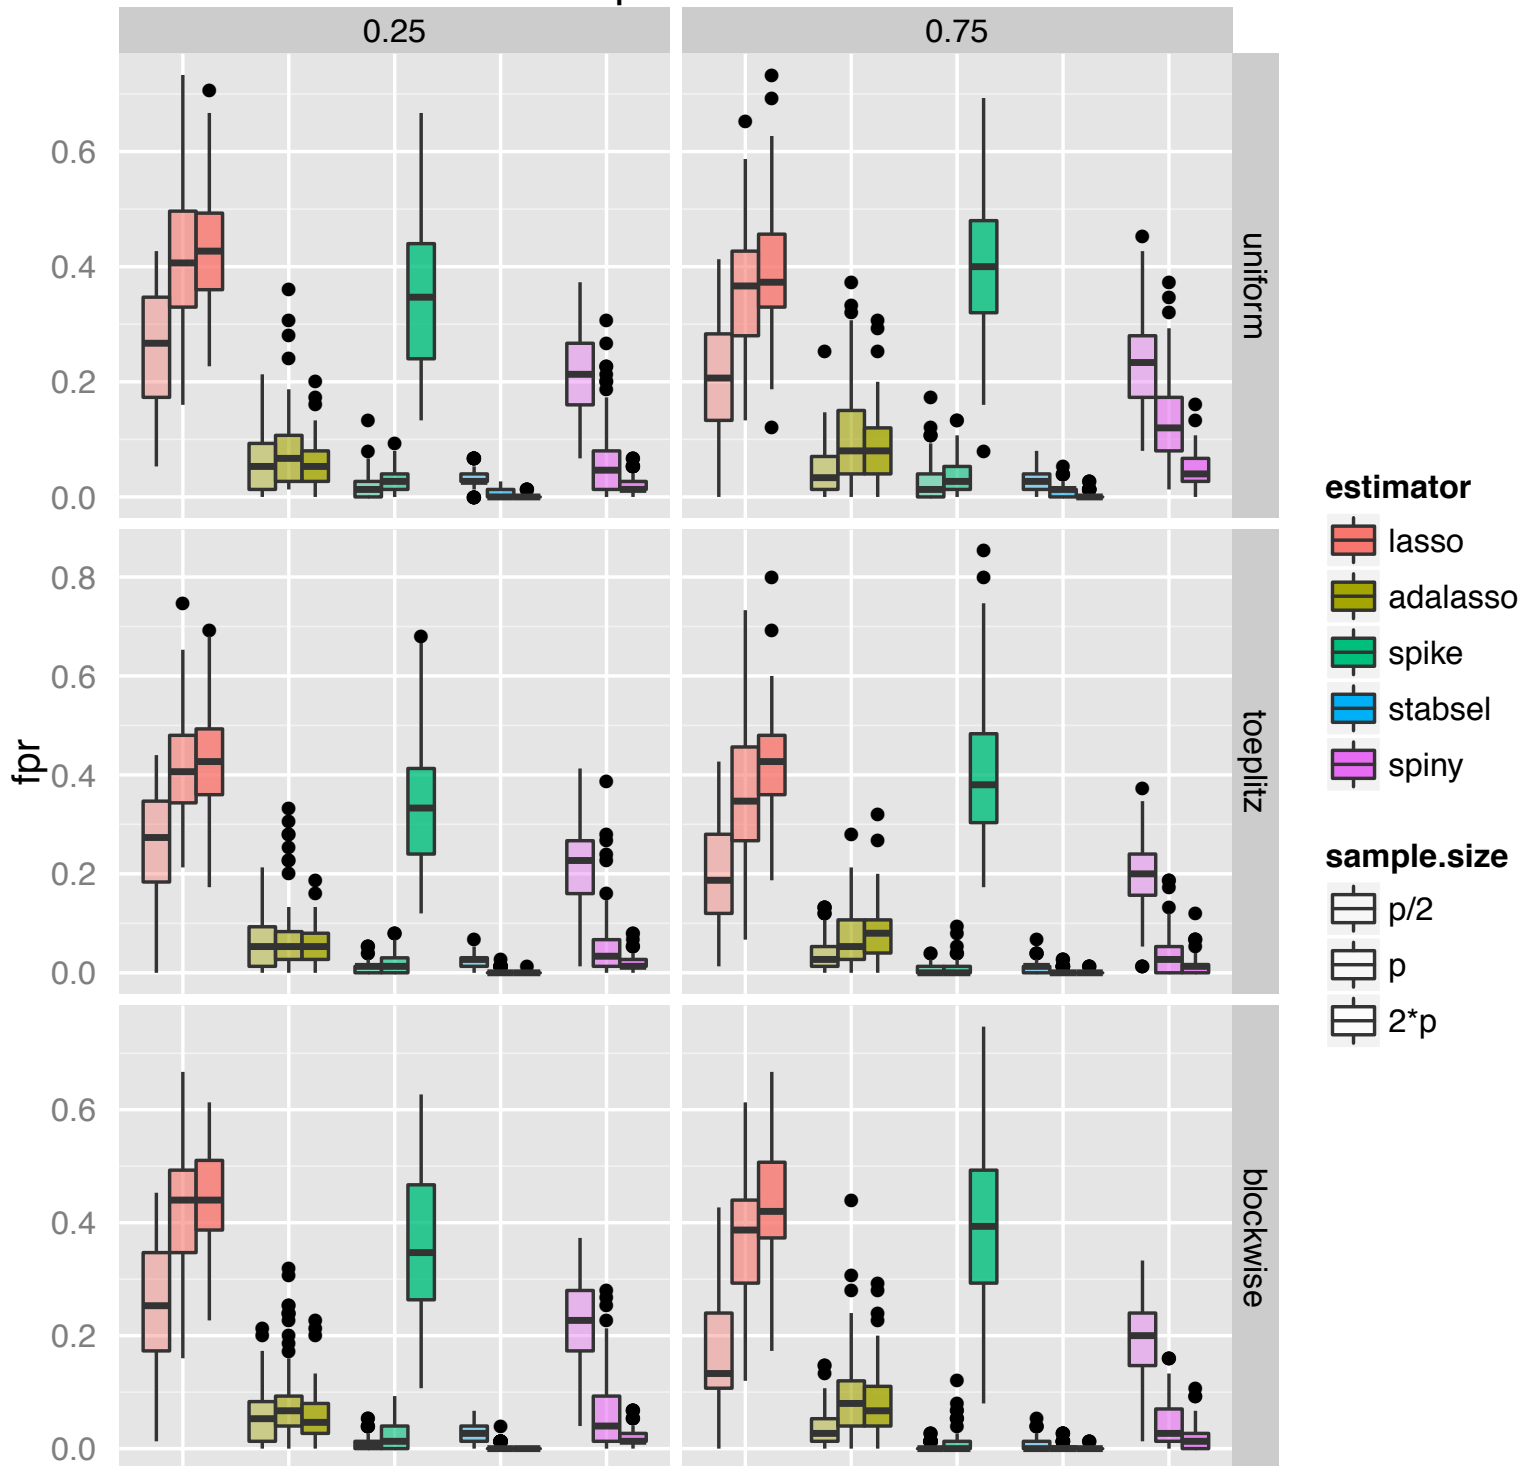 0.25
0.75
0.6
0.4
0.2
0.0
uniform
0.8
0.6
0.4
0.2
0.0
toeplitz
fpr
0.6
0.4
0.2
0.0
blockwise
estimator
lasso
adalasso
spike
stabsel
spiny
sample.size
p/2
p
2*p